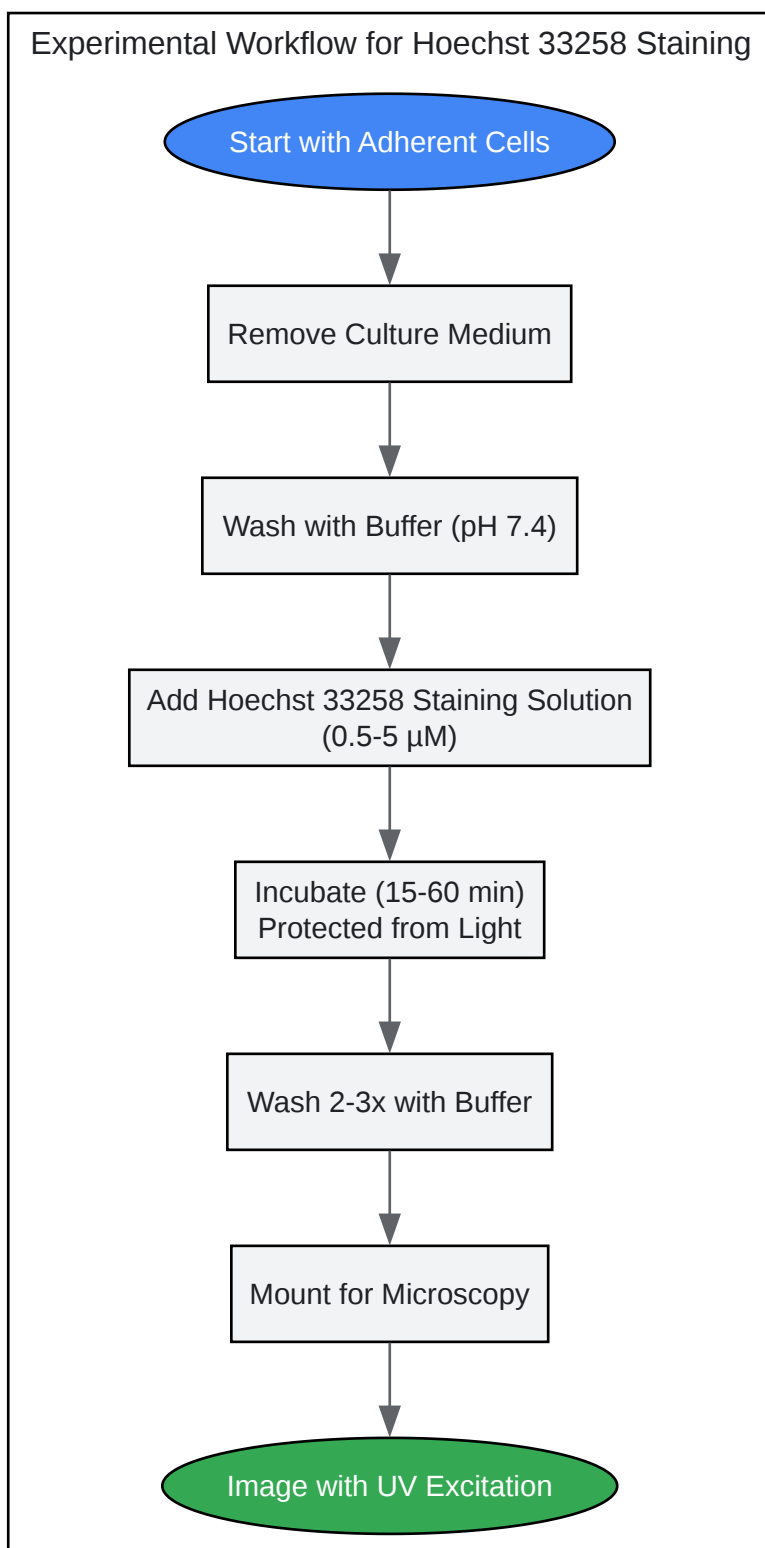 Experimental Workflow for Hoechst 33258 Staining
Start with Adherent Cells
Remove Culture Medium
Wash with Buffer (pH 7.4)
Add Hoechst 33258 Staining Solution
(0.5-5 µM)
Incubate (15-60 min)
Protected from Light
Wash 2-3x with Buffer
Mount for Microscopy
Image with UV Excitation